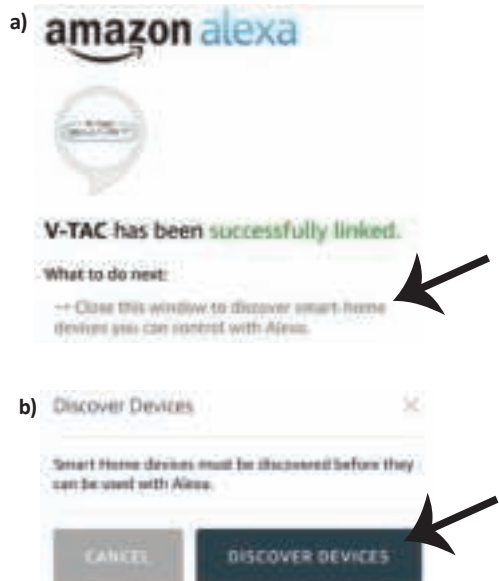 a)
amazon alexa
V-TAC has been successfully linked.
What to do next:
Close this window to discover smart home
devices you can control with Alexa.
b) Discover Devices
Smart Home devices must be discovered before they
can be used with Alexa.
CANCEL DISCOVER DEVICES